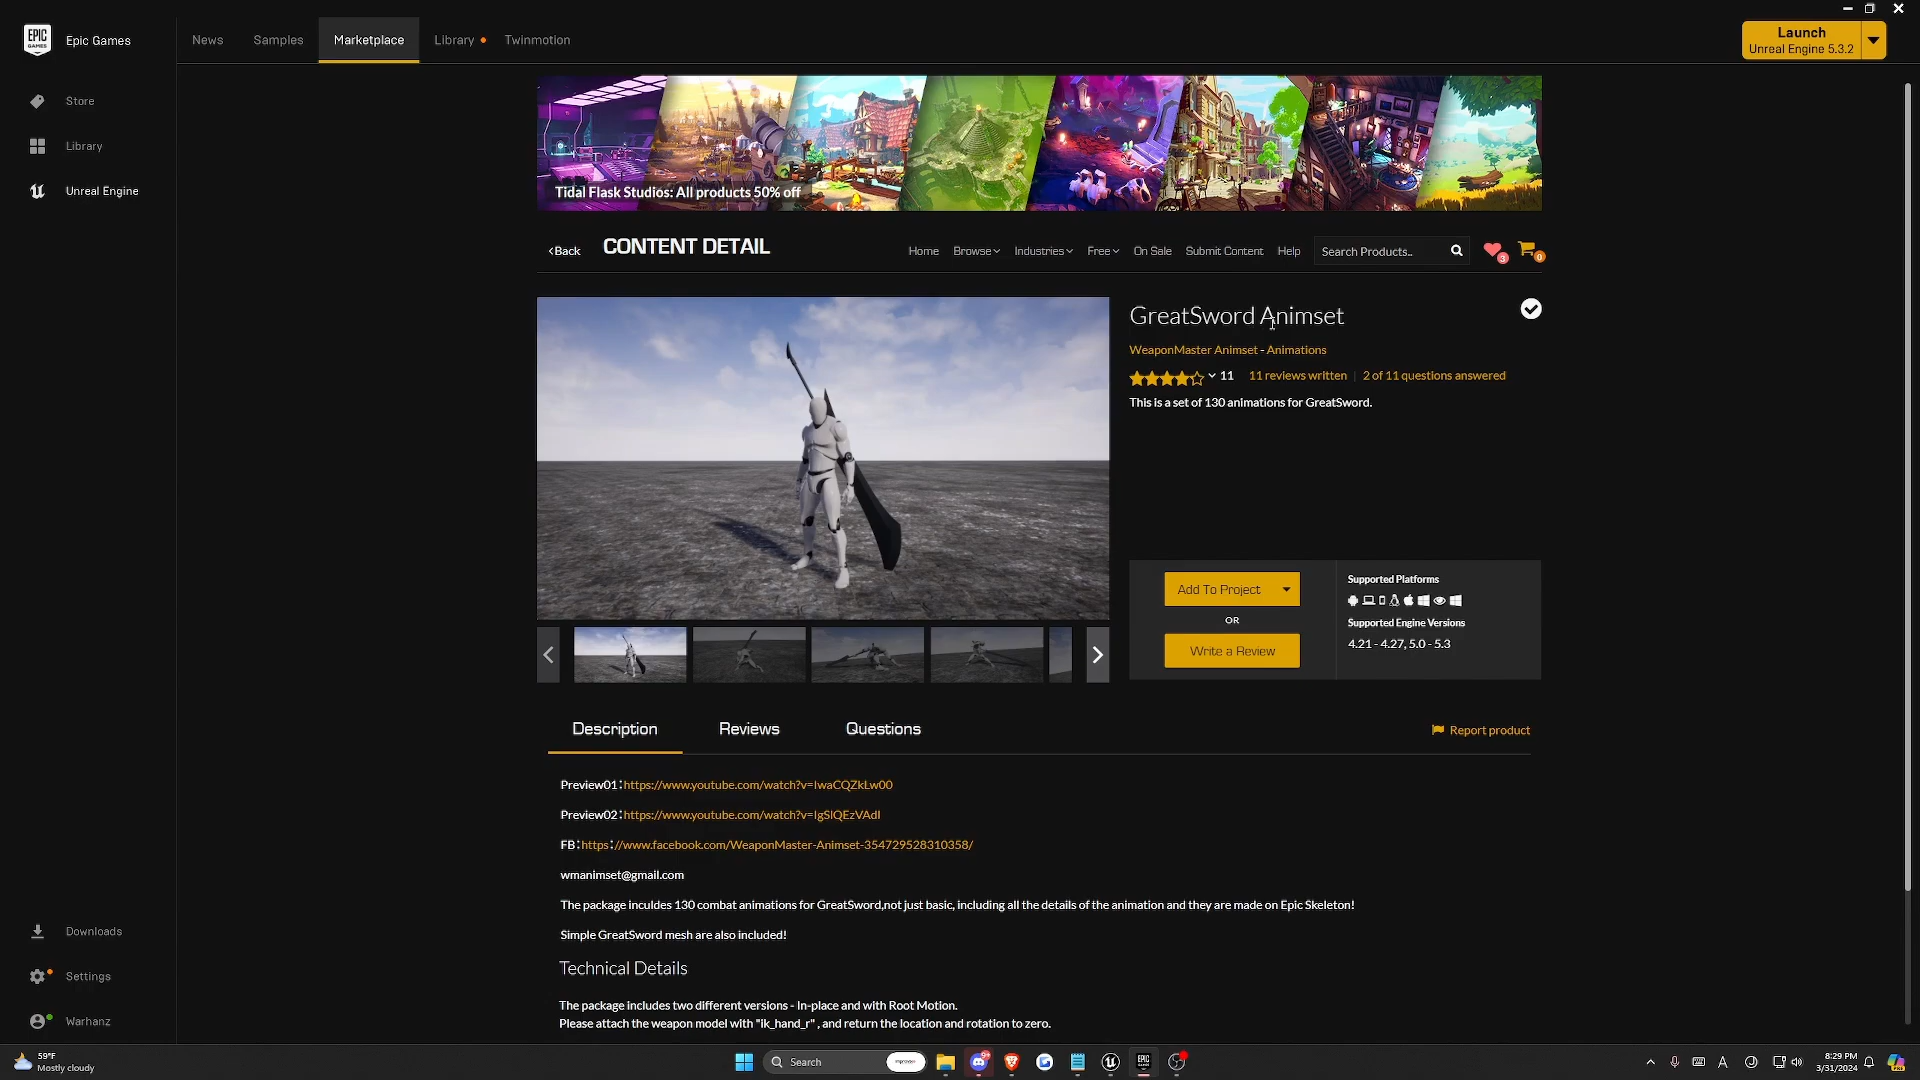 EPIC GAMES
Epic Games
News
Samples
Marketplace
Library
Twinmotion
Launch
Unreal Engine 5.3.2
Store
Library
Unreal Engine
Tidal Flask Studios: All products 50% off
Back
CONTENT DETAIL
Home
Browse
Industries
Free
On Sale
Submit Content
Help
Search Products..
3
0
GreatSword Animset
WeaponMaster Animset - Animations
11
11 reviews written
2 of 11 questions answered
This is a set of 130 animations for GreatSword.
Add To Project
OR
Write a Review
Supported Platforms
Supported Engine Versions
4.21 - 4.27, 5.0 - 5.3
Description
Reviews
Questions
Report product
Preview01：https://www.youtube.com/watch?v=IwaCQZkLw00
Preview02：https://www.youtube.com/watch?v=IgSlQEzVAdI
FB：https：//www.facebook.com/WeaponMaster-Animset-354729528310358/
wmanimset@gmail.com
The package inculdes 130 combat animations for GreatSword,not just basic, including all the details of the animation and they are made on Epic Skeleton!
Simple GreatSword mesh are also included!
Technical Details
The package includes two different versions - In-place and with Root Motion.
Please attach the weapon model with "ik_hand_r" , and return the location and rotation to zero.
Downloads
Settings
Warhanz
59°F
Mostly cloudy
Search
9+
EPIC GAMES
A
8:29 PM
3/31/2024